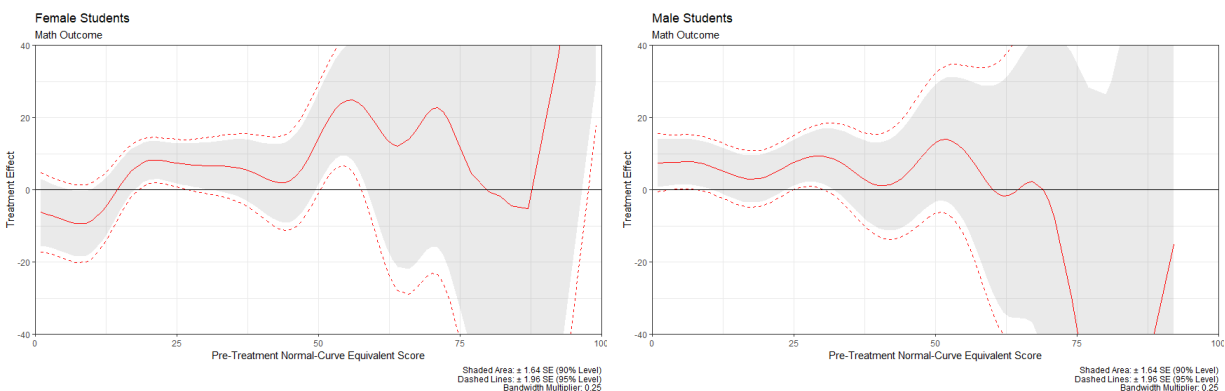 Female Students
Math Outcome
40
20
0
-20
-40
0
25
50
75
100
Treatment Effect
Pre-Treatment Normal-Curve Equivalent Score
Shaded Area: ± 1.64 SE (90% Level)
Dashed Lines: ± 1.96 SE (95% Level)
Bandwidth Multiplier: 0.25
Male Students
Math Outcome
40
20
0
-20
-40
0
25
50
75
100
Treatment Effect
Pre-Treatment Normal-Curve Equivalent Score
Shaded Area: ± 1.64 SE (90% Level)
Dashed Lines: ± 1.96 SE (95% Level)
Bandwidth Multiplier: 0.25